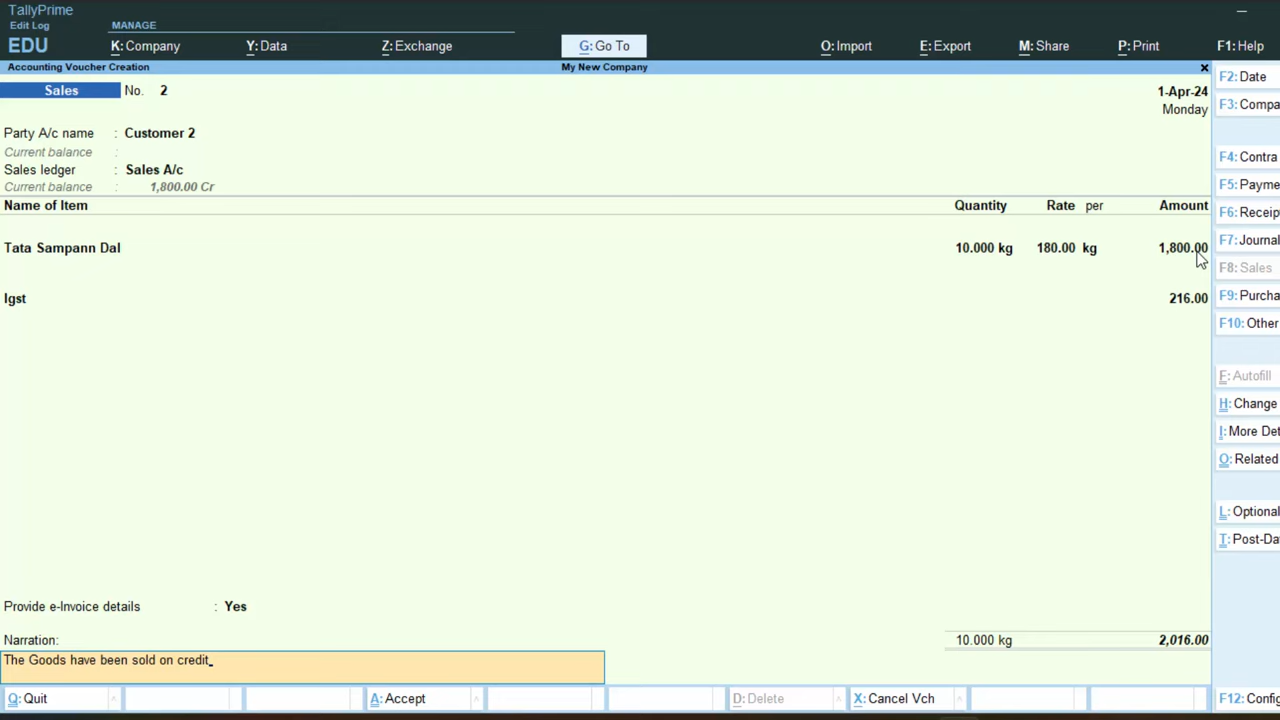 TallyPrime
Edit Log
MANAGE
EDU
K: Company
Y: Data
Z: Exchange
G: Go To
O: Import
E: Export
M: Share
P: Print
F1: Help
Accounting Voucher Creation
My New Company
Sales No. 2
1-Apr-24
Monday
Party A/c name : Customer 2
Current balance :
Sales ledger : Sales A/c
Current balance : 1,800.00 Cr
Name of Item Quantity Rate per Amount
Tata Sampann Dal 10.000 kg 180.00 kg 1,800.00
Igst 216.00
Provide e-Invoice details : Yes
Narration:
10.000 kg 2,016.00
The Goods have been sold on credit
Q: Quit
A: Accept
D: Delete
X: Cancel Vch
F2: Date
F3: Compa
F4: Contra
F5: Payme
F6: Receip
F7: Journal
F8: Sales
F9: Purcha
F10: Other
F: Autofill
H: Change
I: More Det
O: Related
L: Optional
T: Post-Da
F12: Config